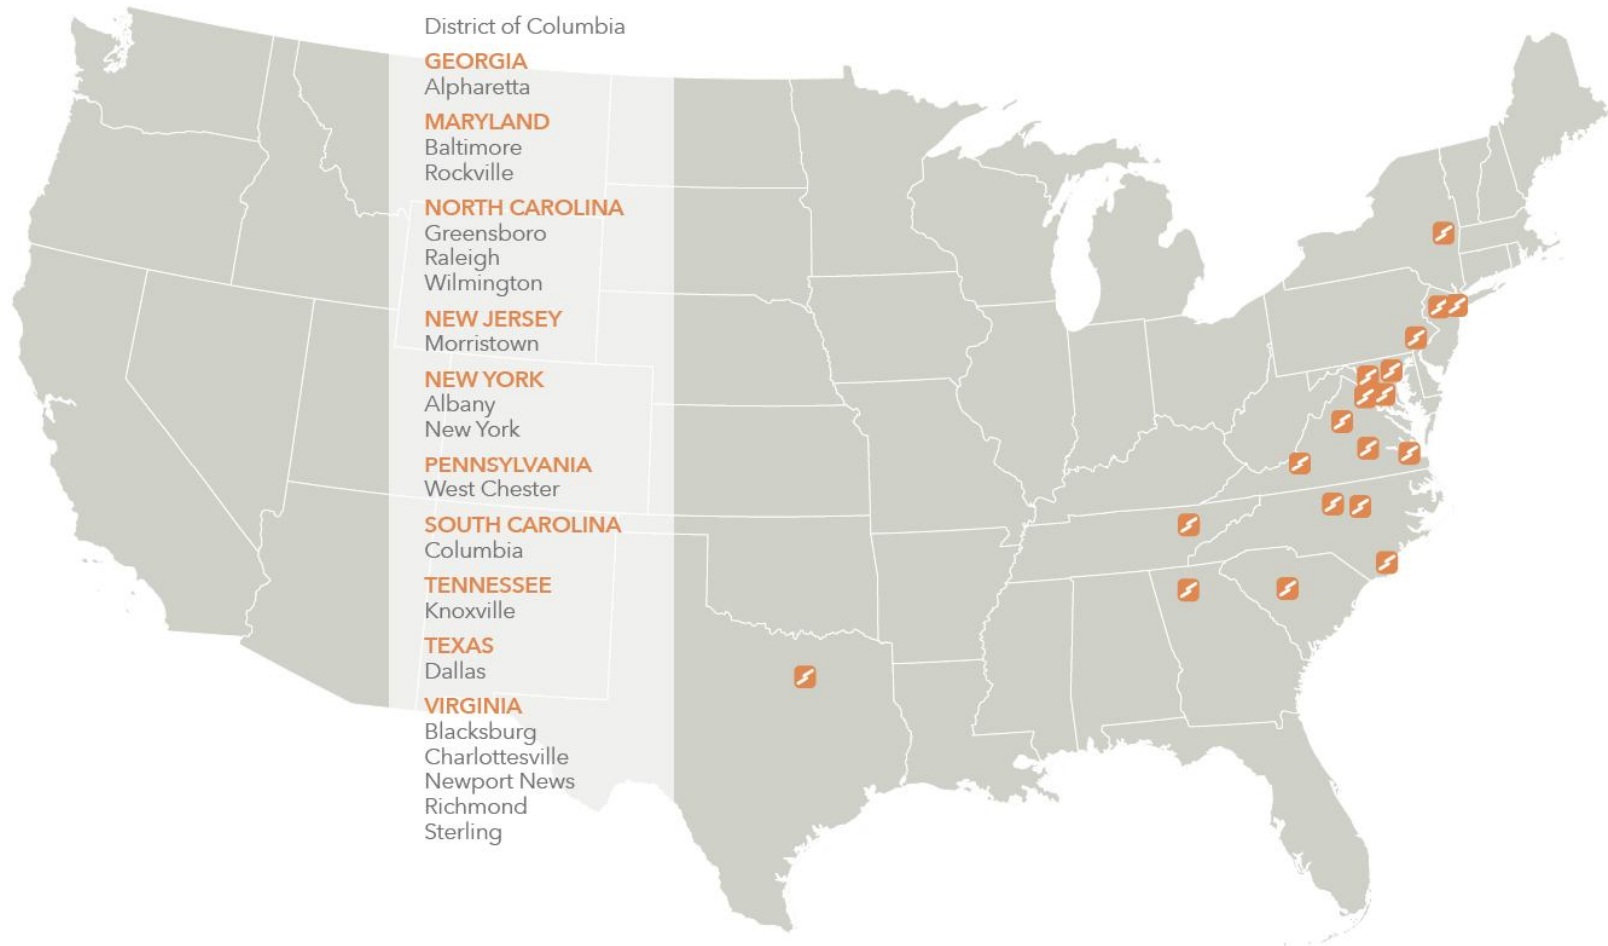 District of Columbia
GEORGIA
Alpharetta
MARYLAND
Baltimore
Rockville
NORTH CAROLINA
Greensboro
Raleigh
Wilmington
NEW JERSEY
Morristown
NEW YORK
Albany
New York
PENNSYLVANIA
West Chester
SOUTH CAROLINA
Columbia
TENNESSEE
Knoxville
TEXAS
Dallas
VIRGINIA
Blacksburg
Charlottesville
Newport News
Richmond
Sterling